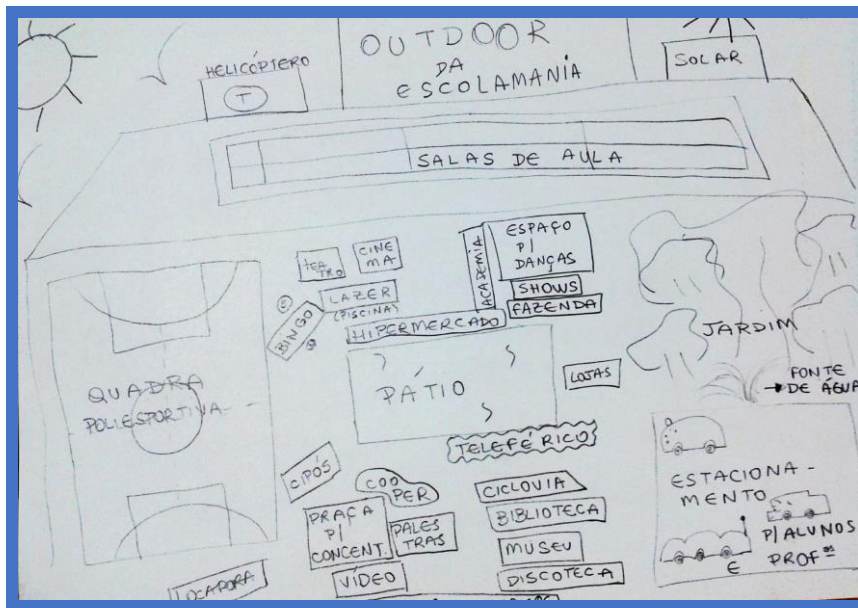 OUTDOOR
DA
ESCOLAMANIA
HELICÓPTERO
T
SOLAR
SALAS DE AULA
TEA
TRO
CINE
MA
LAZER
(PISCINA)
BINGO
HIPERMERCADO
ACADEMIA
ESPAÇO
P/
DANÇAS
SHOWS
FAZENDA
JARDIM
FONTE
DE ÁGUA
QUADRA
POLIESPORTIVA
PÁTIO
LOJAS
TELEFÉRICO
CIPÓS
COO
PER
PRAÇA
P/
CONCENT.
PALES
TRAS
VÍDEO
LOCADORA
CICLOVIA
BIBLIOTECA
MUSEU
DISCOTECA
ESTACIONA-
MENTO
P/ ALUNOS
E PROFES